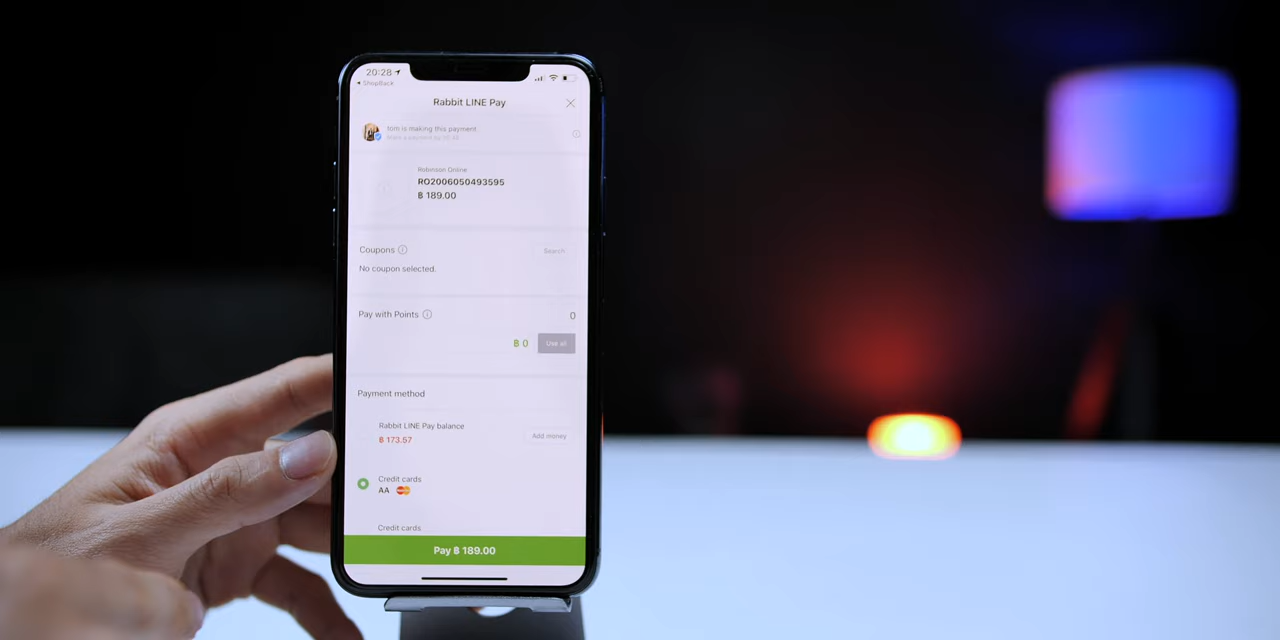 20:28
ShopBack
Rabbit LINE Pay
tom is making this payment.
Robinson Online
RO2006050493595
฿ 189.00
Coupons
Search
No coupon selected.
Pay with Points
0
฿ 0
Use all
Payment method
Rabbit LINE Pay balance
฿ 173.57
Add money
Credit cards
AA
Credit cards
Pay ฿ 189.00